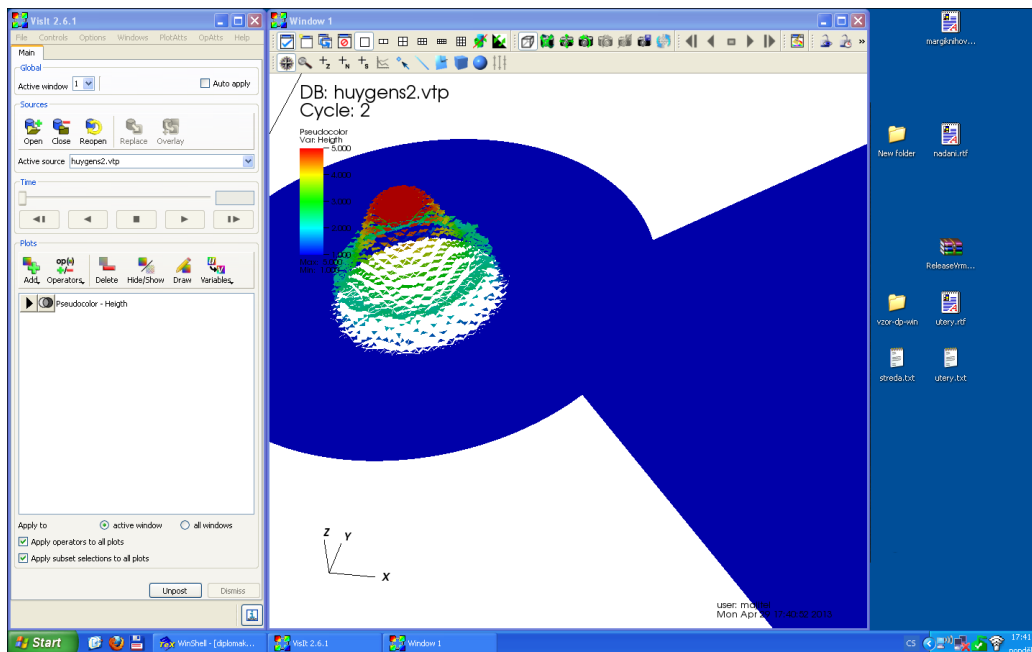 VisIt 2.6.1
File Controls Options Windows PlotAtts OpAtts Help
Main
Global
Active window 1
Auto apply
Sources
Open Close Reopen Replace Overlay
Active source huygens2.vtp
Time
Plots
Add Operators Delete Hide/Show Draw Variables
Pseudocolor - Heigth
Apply to active window all windows
Apply operators to all plots
Apply subset selections to all plots
Unpost Dismiss
Window 1
DB: huygens2.vtp
Cycle: 2
Pseudocolor
Var: Heigth
5.000
Z
Y
X
user:
Mon Apr
margiknihov...
New folder
nadani.rtf
ReleaseVrm...
vzor-dp-win
utery.rtf
streda.txt
utery.txt
Start
WinShell - [diplomak...
VisIt 2.6.1
Window 1
CS
17:41